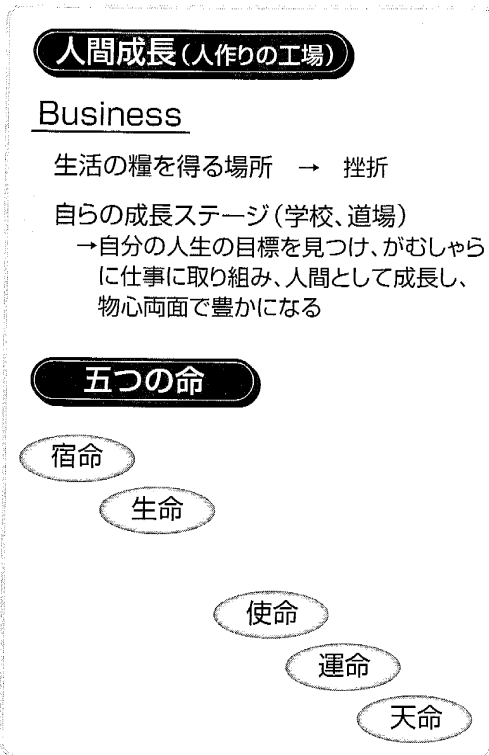 人間成長(人作りの工場)
Business
生活の糧を得る場所 → 挫折
自らの成長ステージ(学校、道場)
→自分の人生の目標を見つけ、がむしゃら
に仕事に取り組み、人間として成長し、
物心両面で豊かになる
五つの命
宿命
生命
使命
運命
天命